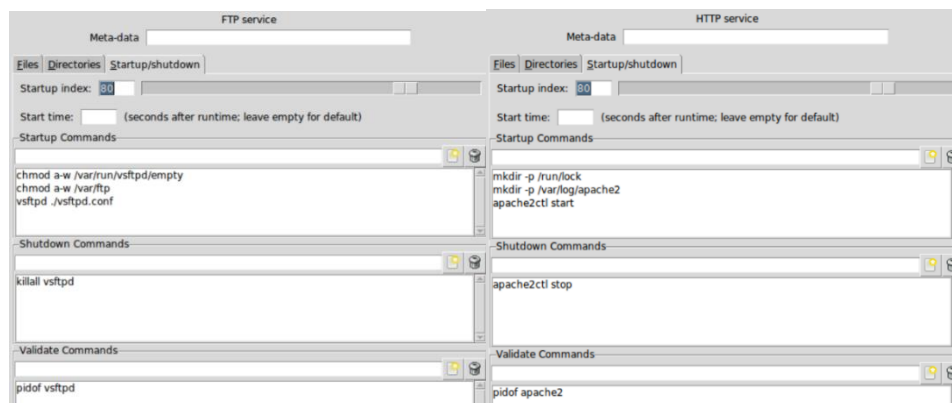 FTP service
Meta-data
Files Directories Startup/shutdown
Startup index: 80
Start time: (seconds after runtime; leave empty for default)
Startup Commands
chmod a-w /var/run/vsftpd/empty
chmod a-w /var/ftp
vsftpd ./vsftpd.conf
Shutdown Commands
killall vsftpd
Validate Commands
pidof vsftpd
HTTP service
Meta-data
Files Directories Startup/shutdown
Startup index: 80
Start time: (seconds after runtime; leave empty for default)
Startup Commands
mkdir -p /run/lock
mkdir -p /var/log/apache2
apache2ctl start
Shutdown Commands
apache2ctl stop
Validate Commands
pidof apache2